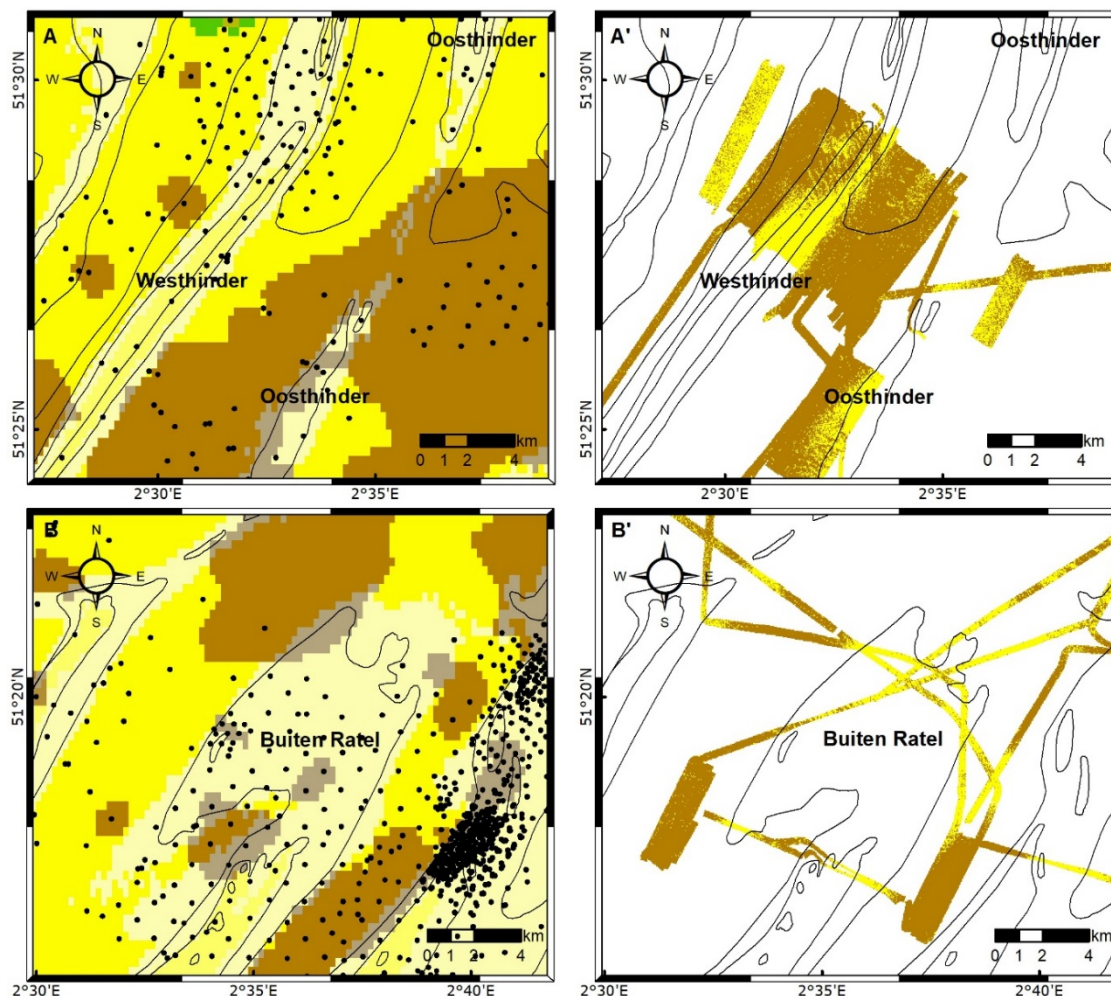 A
N
W
E
S
Oosthinder
Westhinder
Oosthinder
km
0 1 2 4
51°30'N
51°25'N
2°30'E
2°35'E
A'
N
W
E
S
Oosthinder
Westhinder
Oosthinder
km
0 1 2 4
51°30'N
51°25'N
2°30'E
2°35'E
B
N
W
E
S
Buiten Ratel
km
0 1 2 4
51°20'N
2°30'E
2°35'E
2°40'E
B'
N
W
E
S
Buiten Ratel
km
0 1 2 4
51°20'N
2°30'E
2°35'E
2°40'E